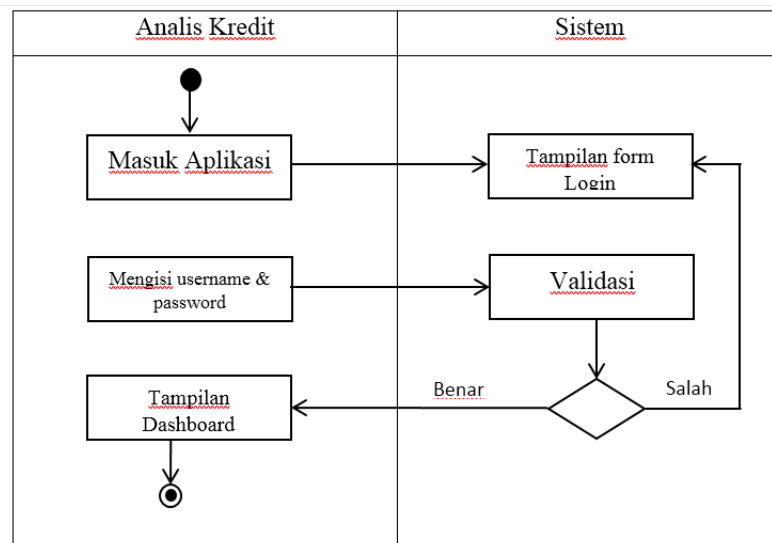 Analis Kredit
Sistem
Masuk Aplikasi
Tampilan form
Login
Mengisi username &
password
Validasi
Tampilan
Dashboard
Benar
Salah